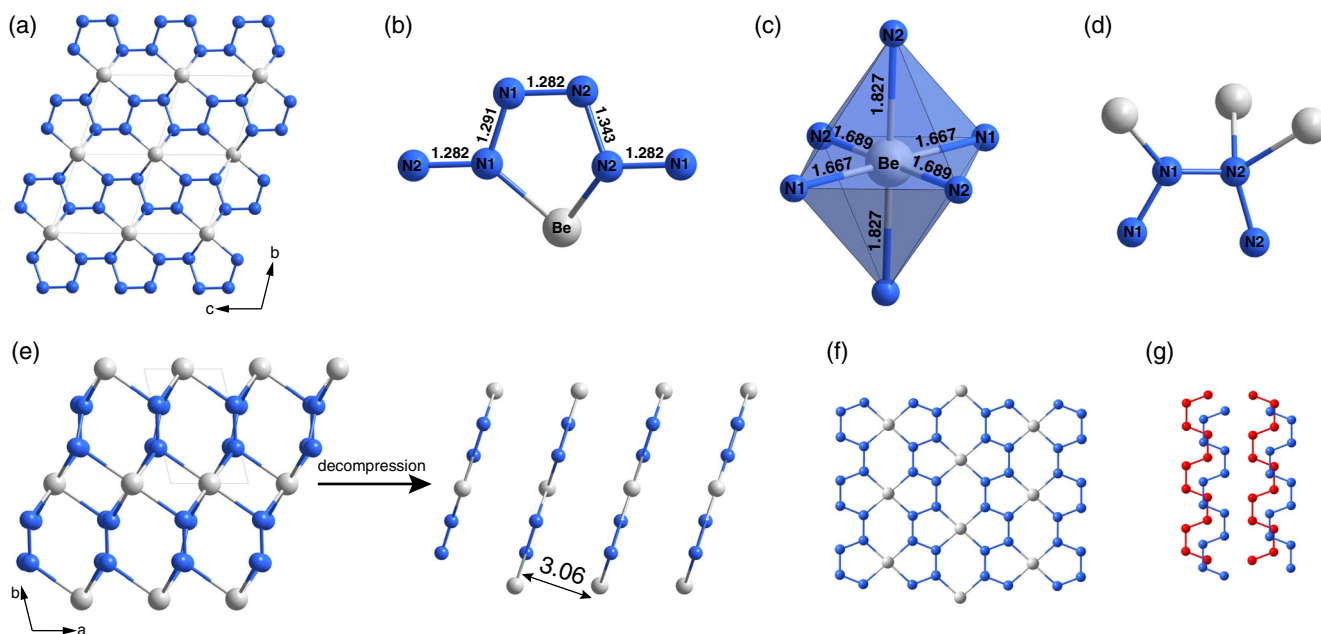 (a)
b
c
(b)
N1
1.282
N2
1.291
1.343
N2
1.282
N1
N2
1.282
N1
Be
(c)
N2
1.827
N2
1.689
1.667
N1
Be
1.667
1.689
N1
N2
1.827
(d)
N1
N2
N1
N2
(e)
b
a
decompression
3.06
(f)
(g)